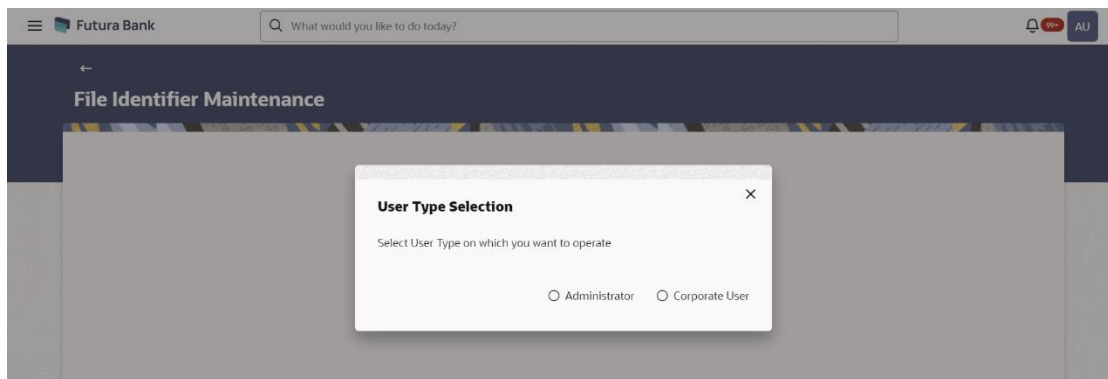 Futura Bank
What would you like to do today?
99+
AU
File Identifier Maintenance
User Type Selection
Select User Type on which you want to operate
Administrator
Corporate User